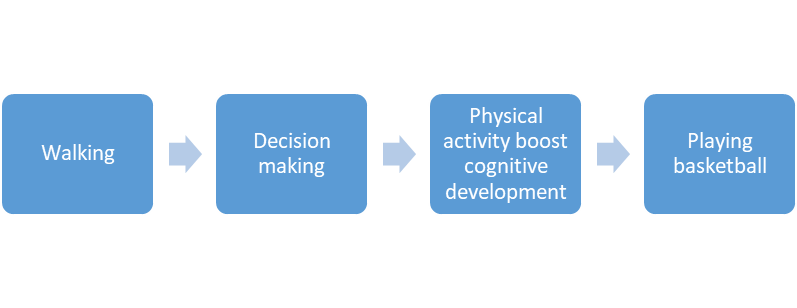 Walking
Decision
making
Physical
activity boost
cognitive
development
Playing
basketball